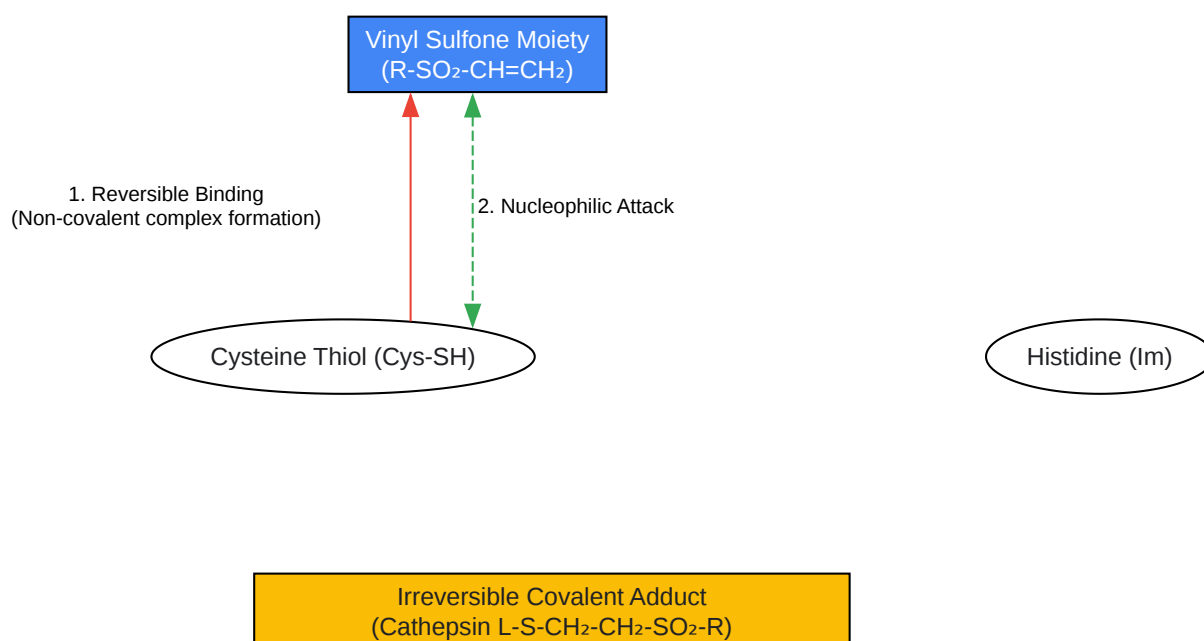 Vinyl Sulfone Moiety
(R-SO₂-CH=CH₂)
1. Reversible Binding
(Non-covalent complex formation)
2. Nucleophilic Attack
Cysteine Thiol (Cys-SH)
Histidine (Im)
Irreversible Covalent Adduct
(Cathepsin L-S-CH₂-CH₂-SO₂-R)